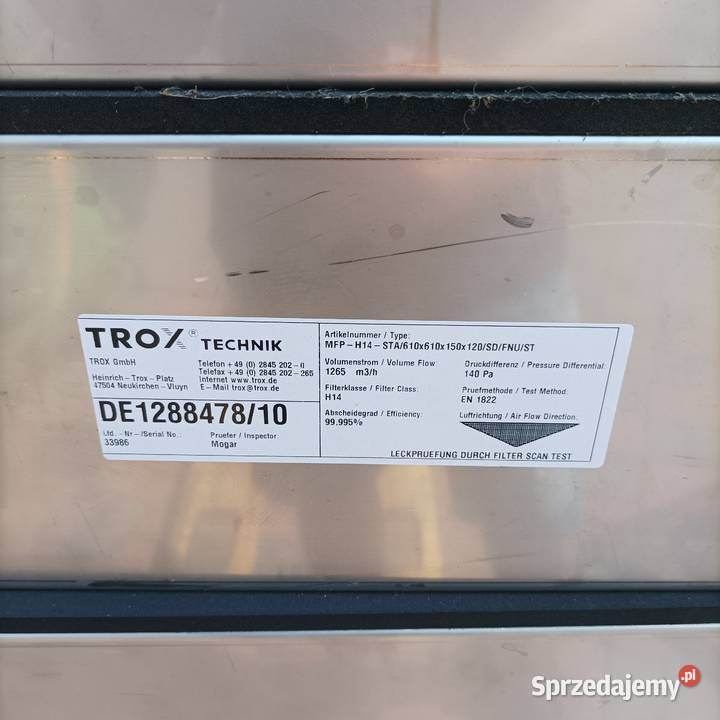 TROX® TECHNIK
TROX GmbH
Heinrich - Trox - Platz
47504 Neukirchen - Vluyn
Telefon +49 (0) 2845 202 - 0
Telefax +49 (0) 2845 202 - 265
Internet www.trox.de
E-Mail trox@trox.de
DE1288478/10
Lfd. - Nr - /Serial No.:
33986
Pruefer / Inspector
Mogar
Artikelnummer / Type:
MFP - H14 - STA/610x610x150x120/SD/FNU/ST
Volumenstrom / Volume Flow
1265 m3/h
Druckdifferenz / Pressure Differential:
140 Pa
Filterklasse / Filter Class:
H14
Pruefmethode / Test Method:
EN 1822
Abscheidegrad / Efficiency:
99.995%
Luftrichtung / Air Flow Direction:
LECKPRUEFUNG DURCH FILTER SCAN TEST
Sprzedajemy.pl